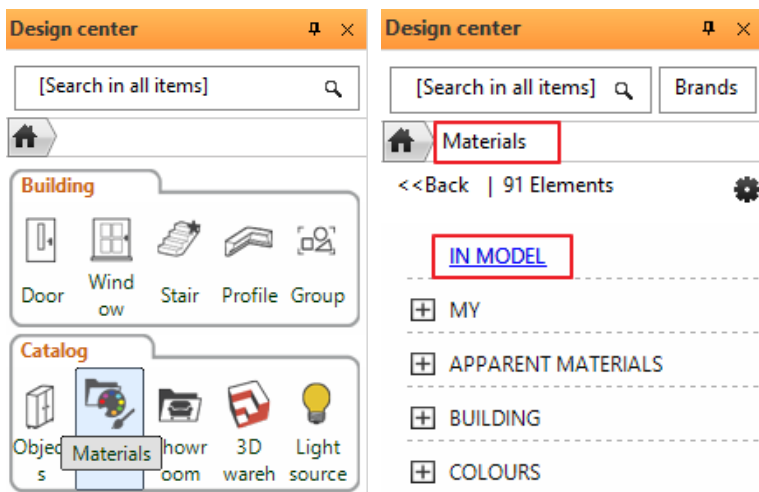 Design center
[Search in all items]
Building
Door
Wind
ow
Stair
Profile
Group
Catalog
Objec
s
Materials
howr
oom
3D
wareh
Light
source
Design center
[Search in all items]
Brands
Materials
<<Back | 91 Elements
IN MODEL
MY
APPARENT MATERIALS
BUILDING
COLOURS